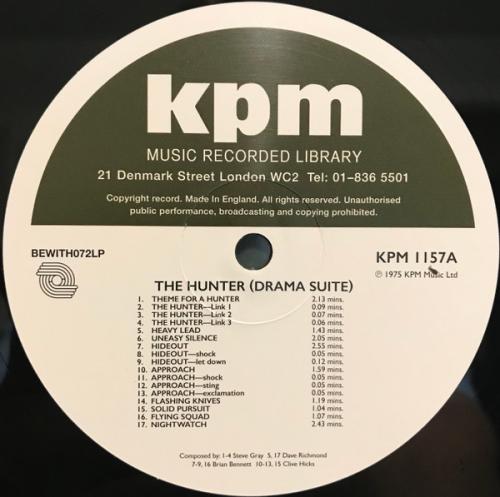 kpm
MUSIC RECORDED LIBRARY
21 Denmark Street London WC2 Tel: 01-836 5501
Copyright record. Made in England. All rights reserved. Unauthorised
public performance, broadcasting and copying prohibited.
BEWITH072LP
KPM 1157A
℗ 1975 KPM Music Ltd
THE HUNTER (DRAMA SUITE)
1. THEME FOR A HUNTER 2.13 mins.
2. THE HUNTER—Link 1 0.09 mins.
3. THE HUNTER—Link 2 0.07 mins.
4. THE HUNTER—Link 3 0.06 mins.
5. HEAVY LEAD 1.43 mins.
6. UNEASY SILENCE 2.05 mins.
7. HIDEOUT 2.55 mins.
8. HIDEOUT—shock 0.05 mins.
9. HIDEOUT—let down 0.12 mins.
10. APPROACH 1.59 mins.
11. APPROACH—shock 0.05 mins.
12. APPROACH—sting 0.05 mins.
13. APPROACH—exclamation 0.05 mins.
14. FLASHING KNIVES 1.19 mins.
15. SOLID PURSUIT 1.04 mins.
16. FLYING SQUAD 1.07 mins.
17. NIGHTWATCH 2.43 mins.
Composed by: 1-4 Steve Gray 5, 17 Dave Richmond
7-9, 16 Brian Bennett 10-13, 15 Clive Hicks